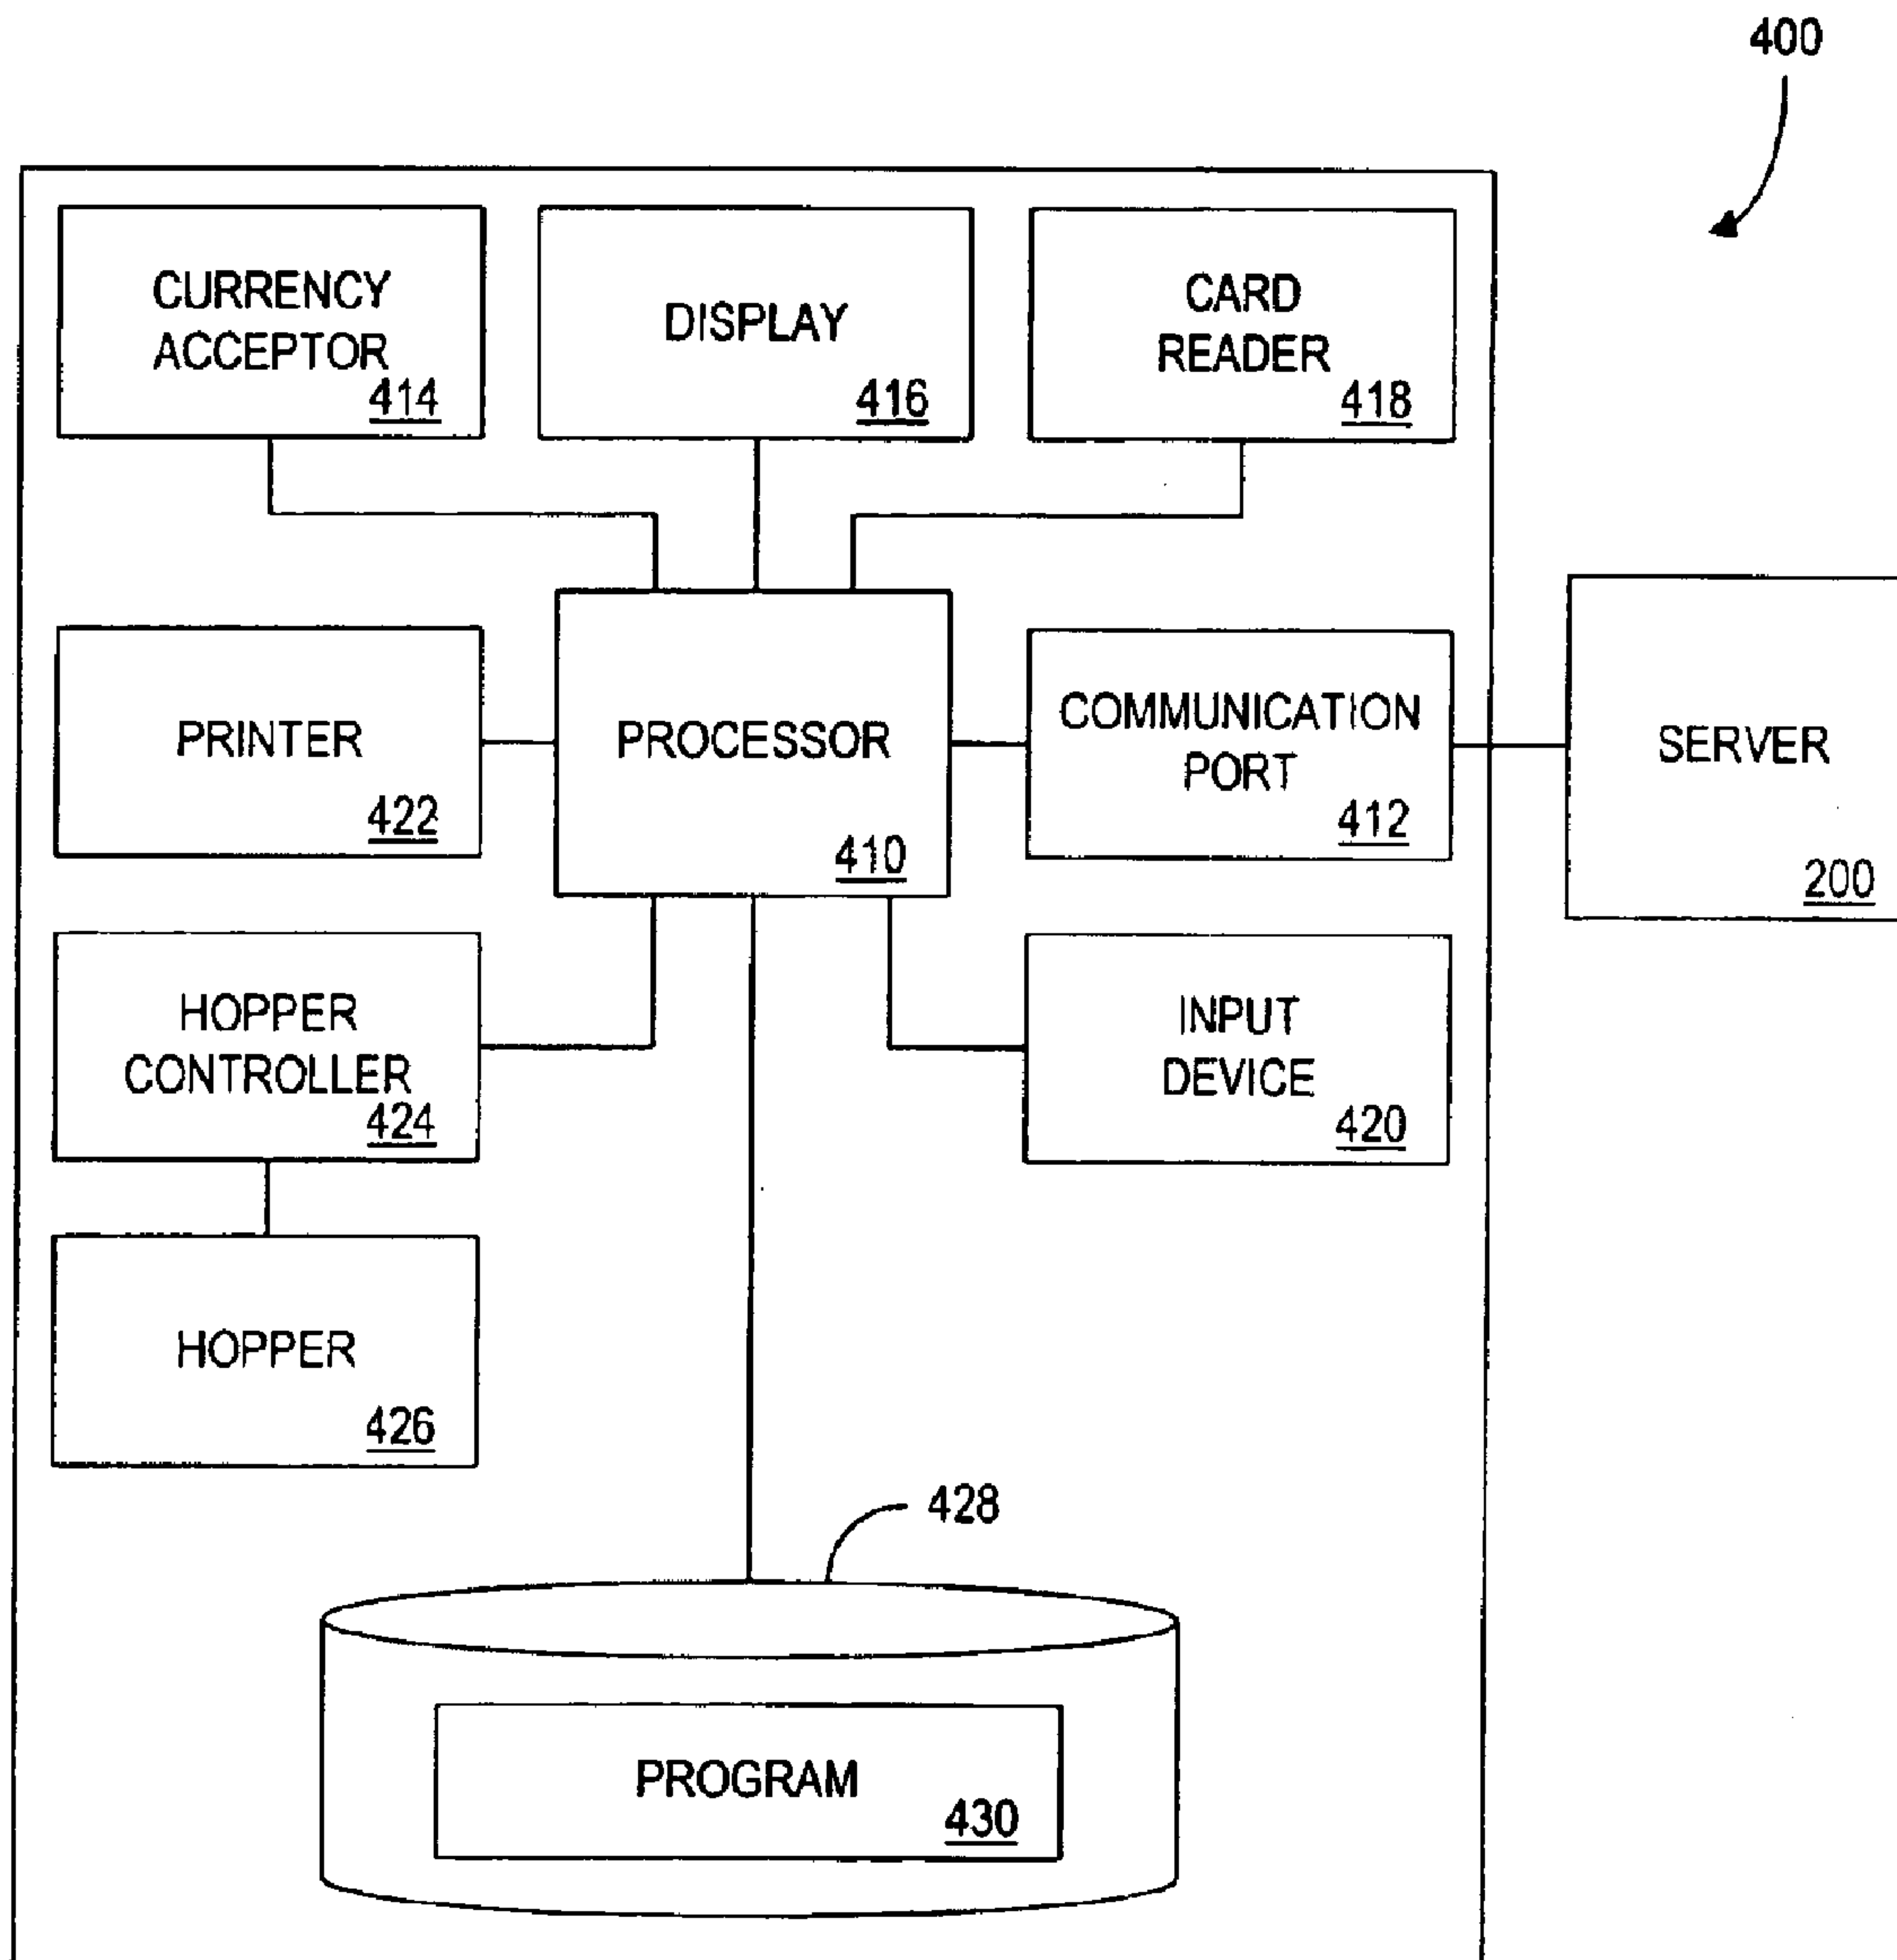 400
CURRENCY
ACCEPTOR
414
DISPLAY
416
CARD
READER
418
PRINTER
422
PROCESSOR
410
COMMUNICATION
PORT
412
SERVER
200
HOPPER
CONTROLLER
424
INPUT
DEVICE
420
HOPPER
426
428
PROGRAM
430